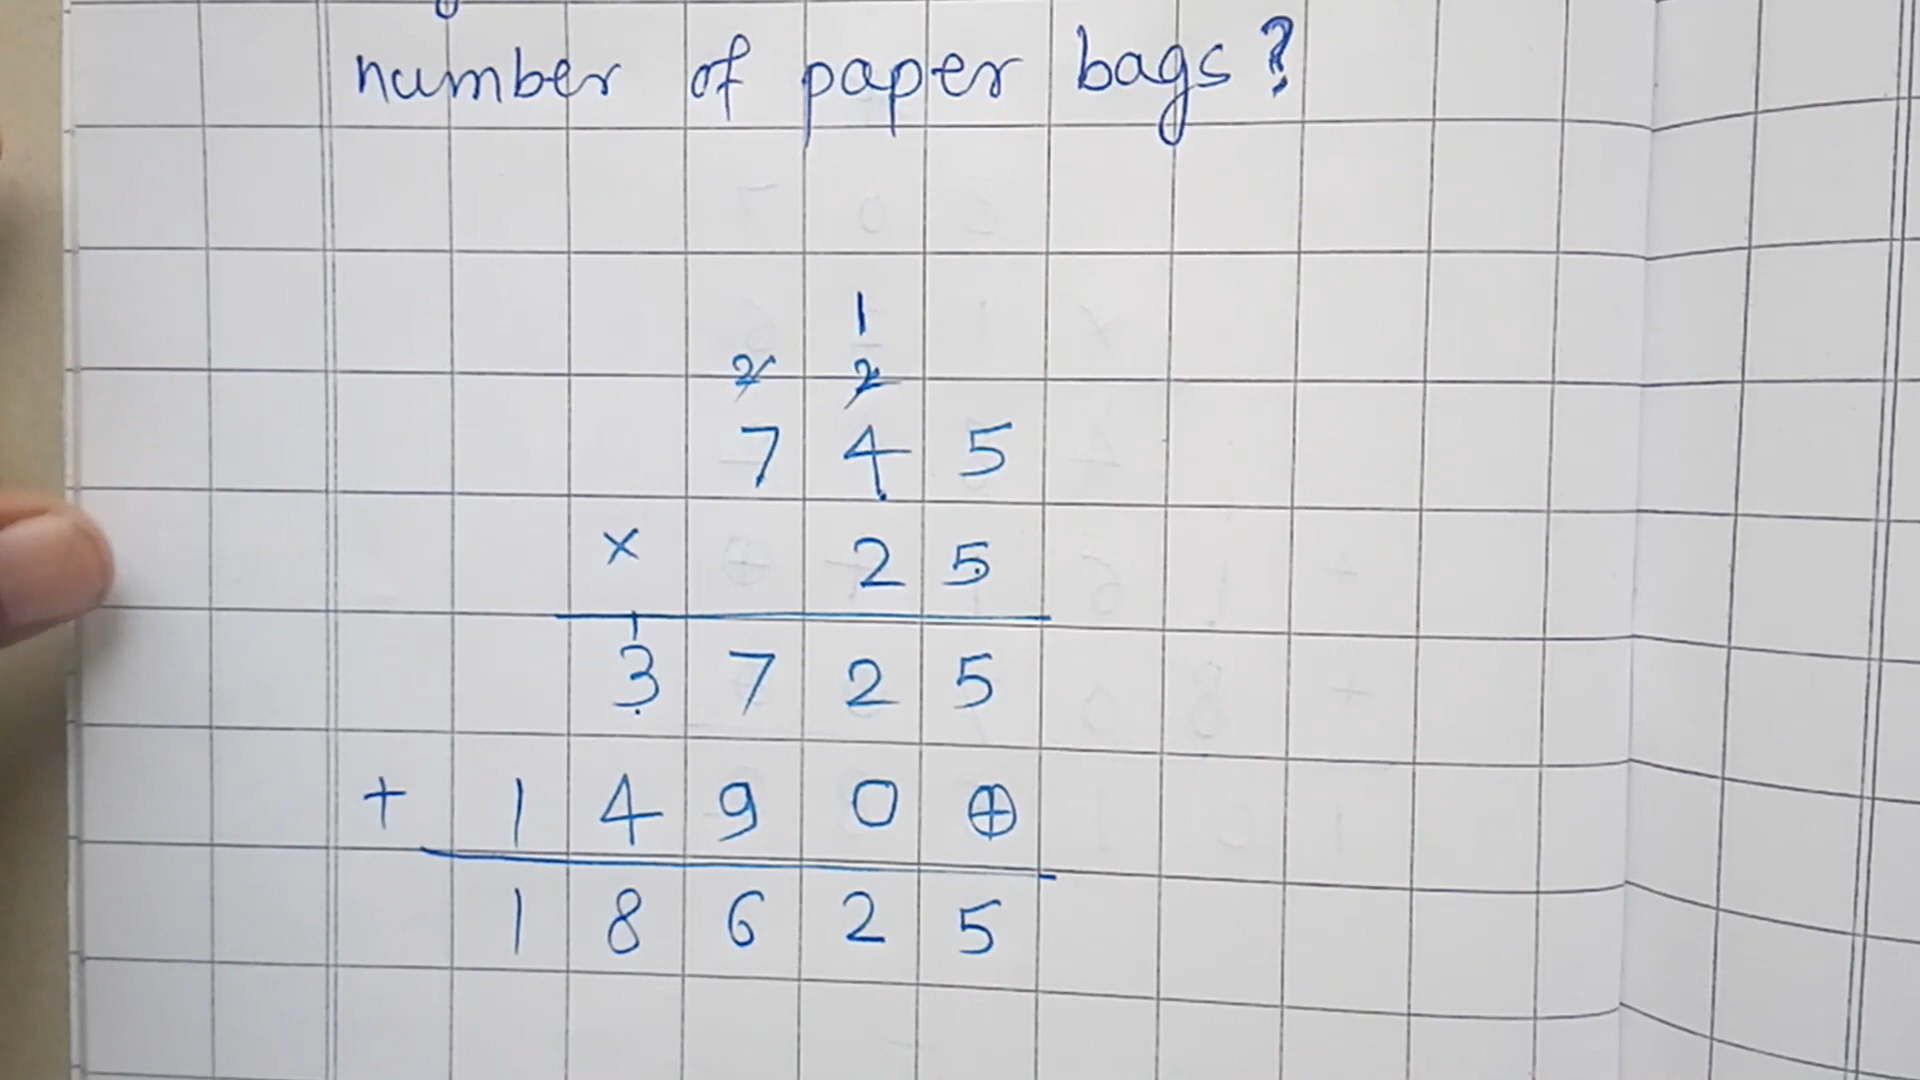 number of paper bags?
1
2 2
7 4 5
× 2 5
1
3 7 2 5
+ 1 4 9 0 ⊕
1 8 6 2 5